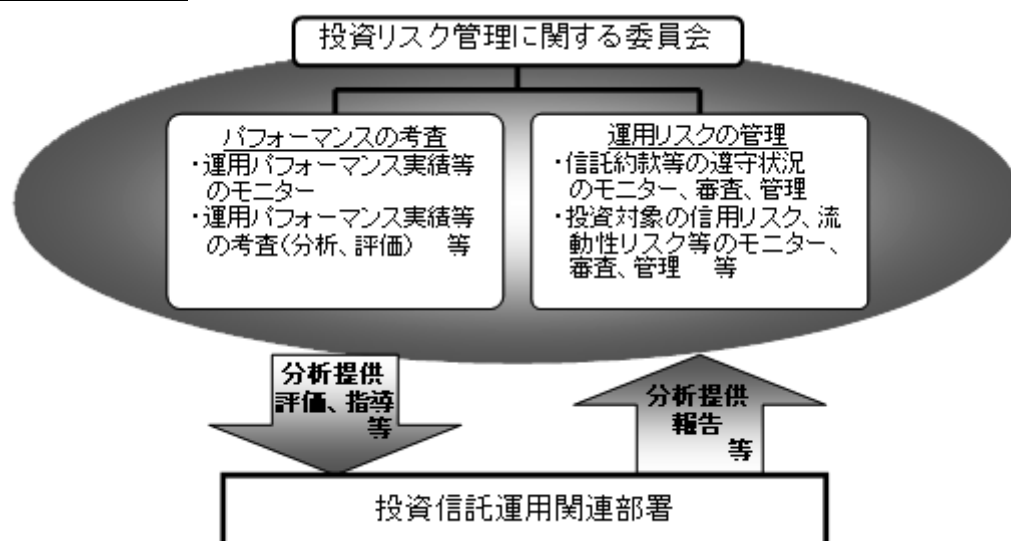 投資リスク管理に関する委員会
パフォーマンスの考査
・運用パフォーマンス実績等
のモニター
・運用パフォーマンス実績等
の考査(分析、評価) 等
運用リスクの管理
・信託約款等の遵守状況
のモニター、審査、管理
・投資対象の信用リスク、流
動性リスク等のモニター、
審査、管理 等
分析提供
評価、指導
等
分析提供
報告
等
投資信託運用関連部署